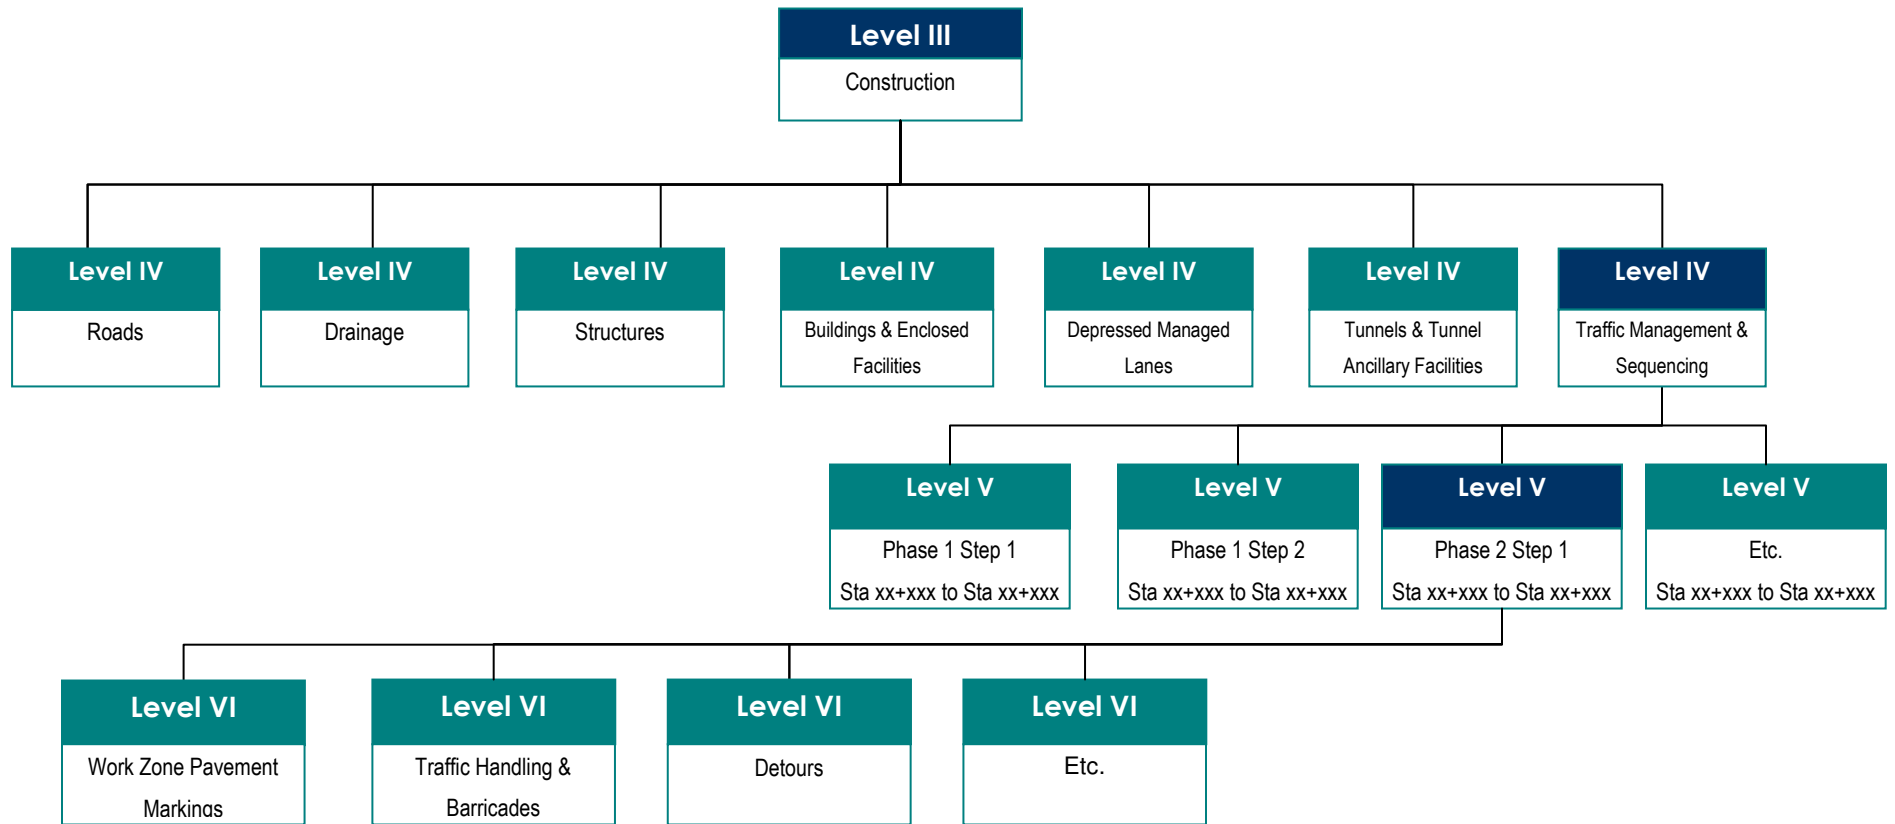 Level III
Construction
Level IV
Roads
Level IV
Drainage
Level IV
Structures
Level IV
Buildings & Enclosed
Facilities
Level IV
Depressed Managed
Lanes
Level IV
Tunnels & Tunnel
Ancillary Facilities
Level IV
Traffic Management &
Sequencing
Level V
Phase 1 Step 1
Sta xx+xxx to Sta xx+xxx
Level V
Phase 1 Step 2
Sta xx+xxx to Sta xx+xxx
Level V
Phase 2 Step 1
Sta xx+xxx to Sta xx+xxx
Level V
Etc.
Sta xx+xxx to Sta xx+xxx
Level VI
Work Zone Pavement
Markings
Level VI
Traffic Handling &
Barricades
Level VI
Detours
Level VI
Etc.